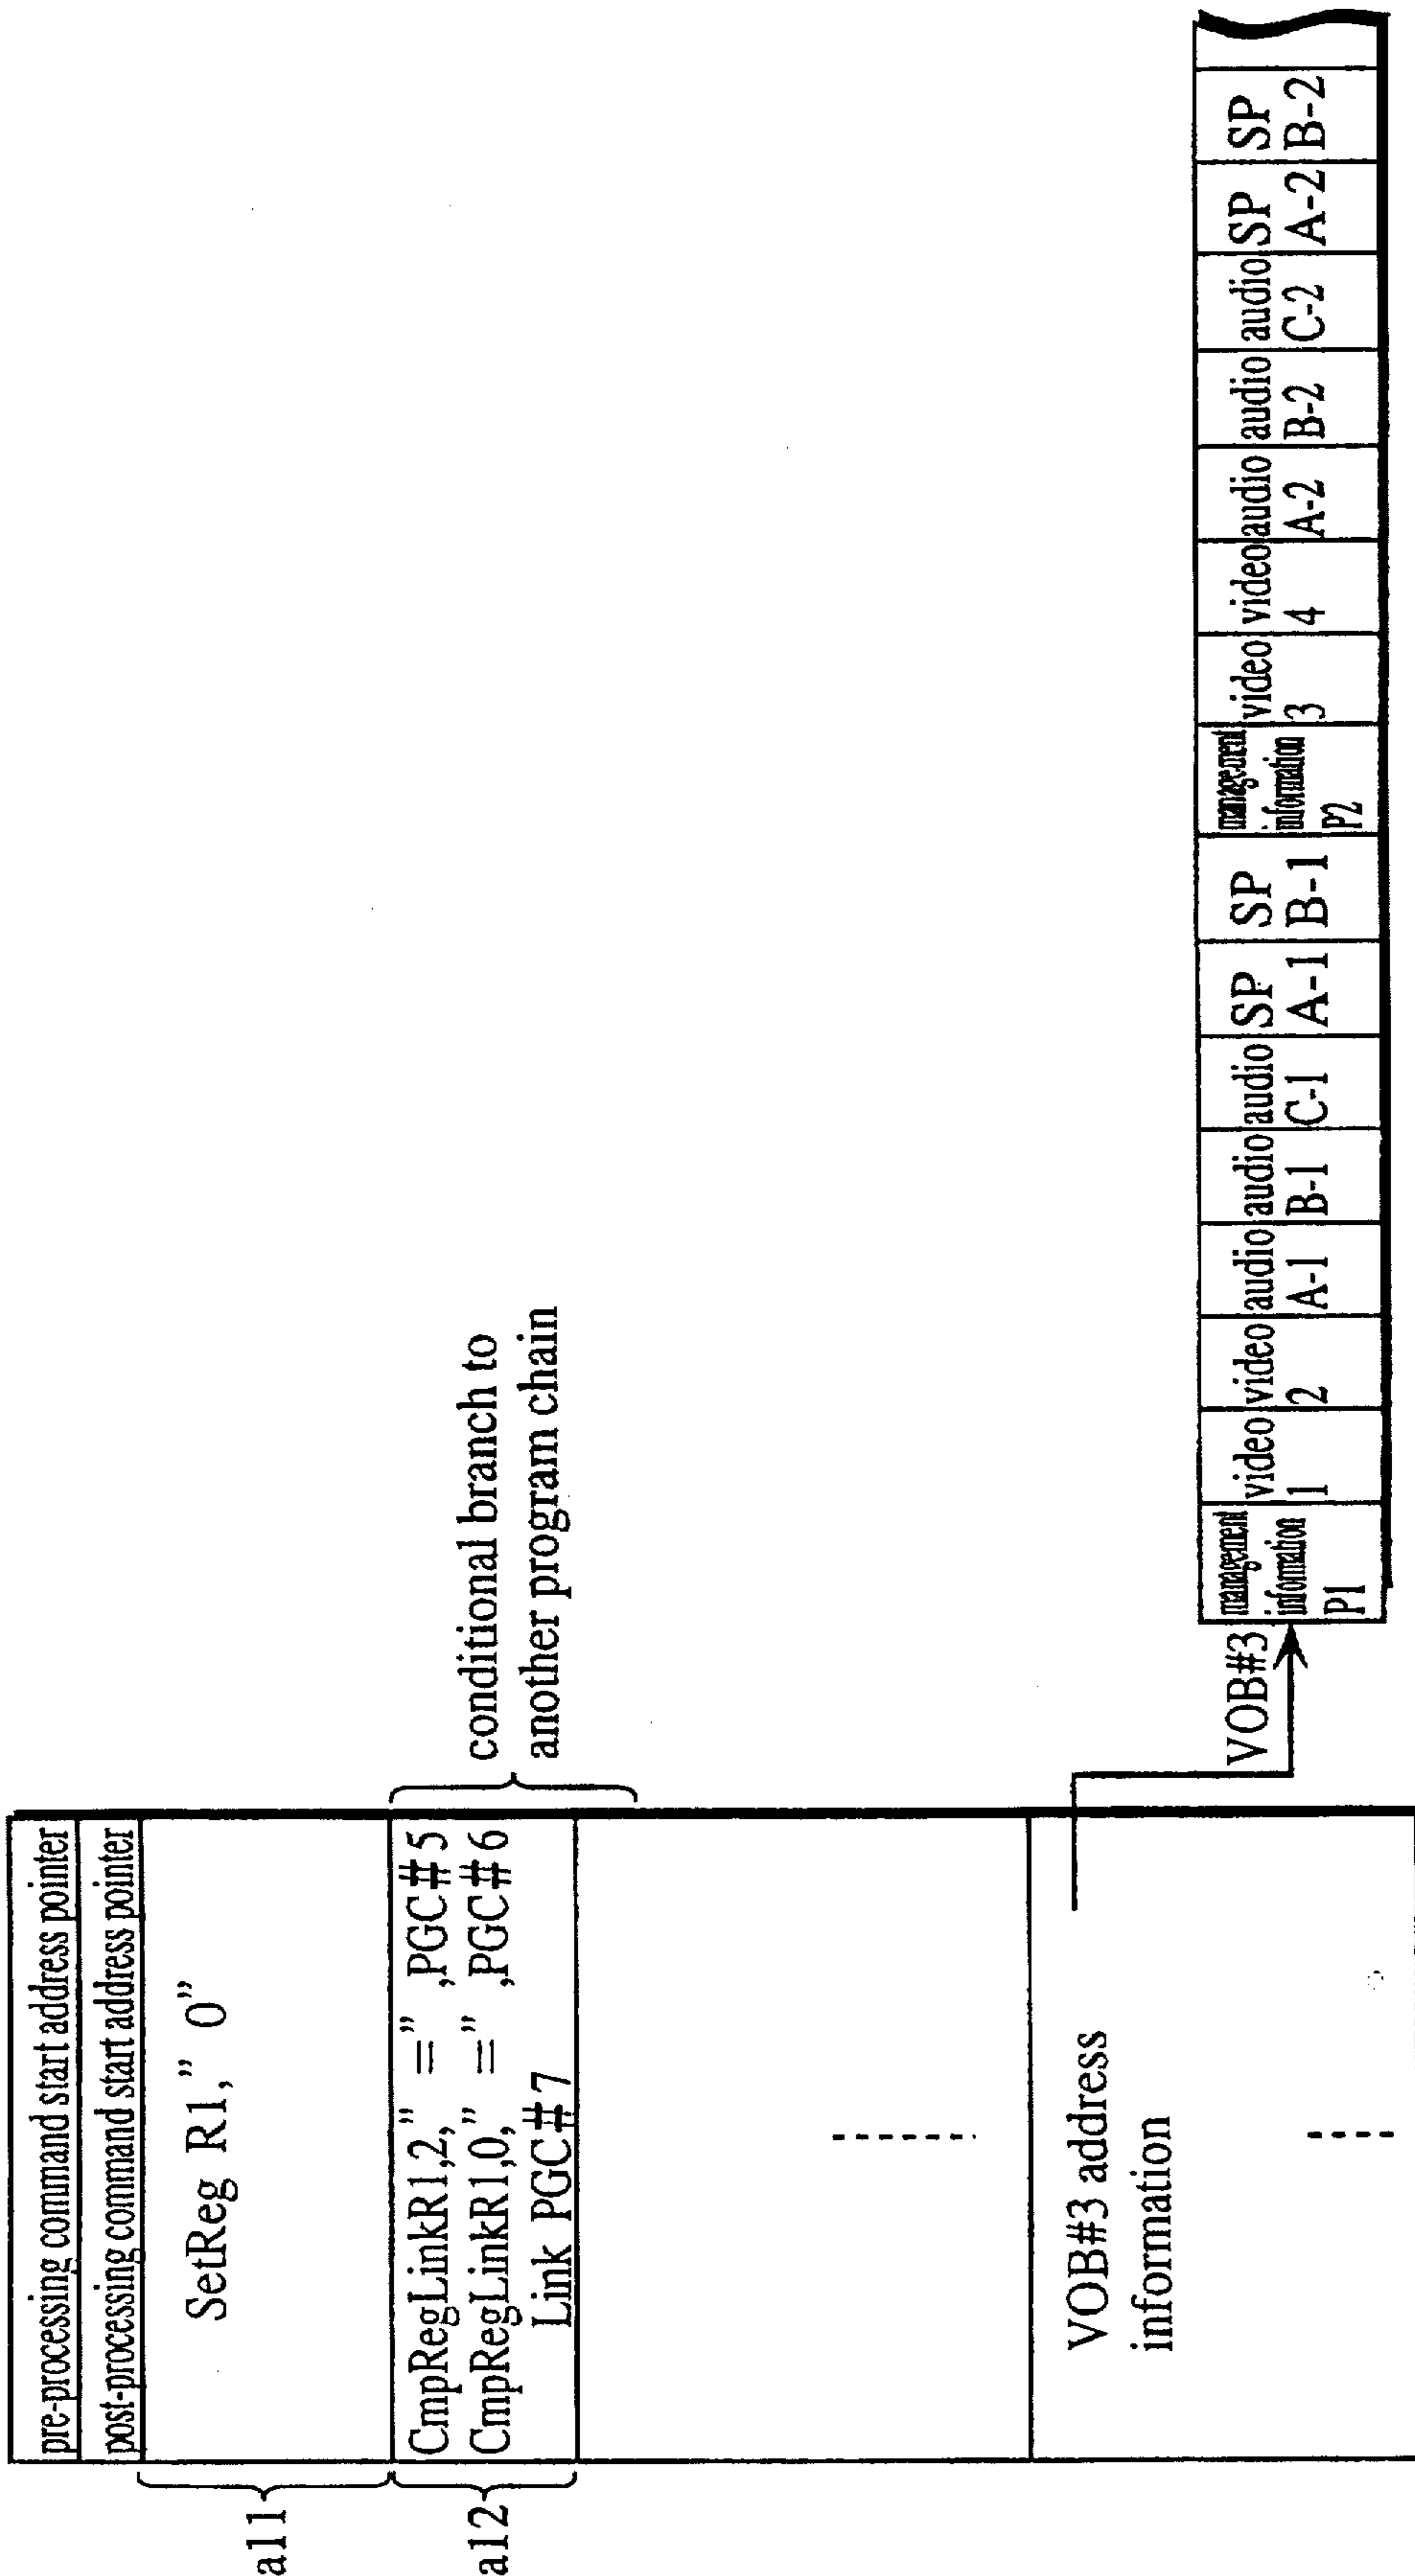 pre-processing command start address pointer
post-processing command start address pointer
a11
SetReg R1,” 0”
a12
CmpRegLinkR1,2,” =” ,PGC#5
CmpRegLinkR1,0,” =” ,PGC#6
Link PGC#7
conditional branch to
another program chain
VOB#3 address
information
VOB#3
management
information
P1
video
1
video
2
audio
A-1
audio
B-1
audio
C-1
SP
A-1
SP
B-1
management
information
P2
video
3
video
4
audio
A-2
audio
B-2
audio
C-2
SP
A-2
SP
B-2